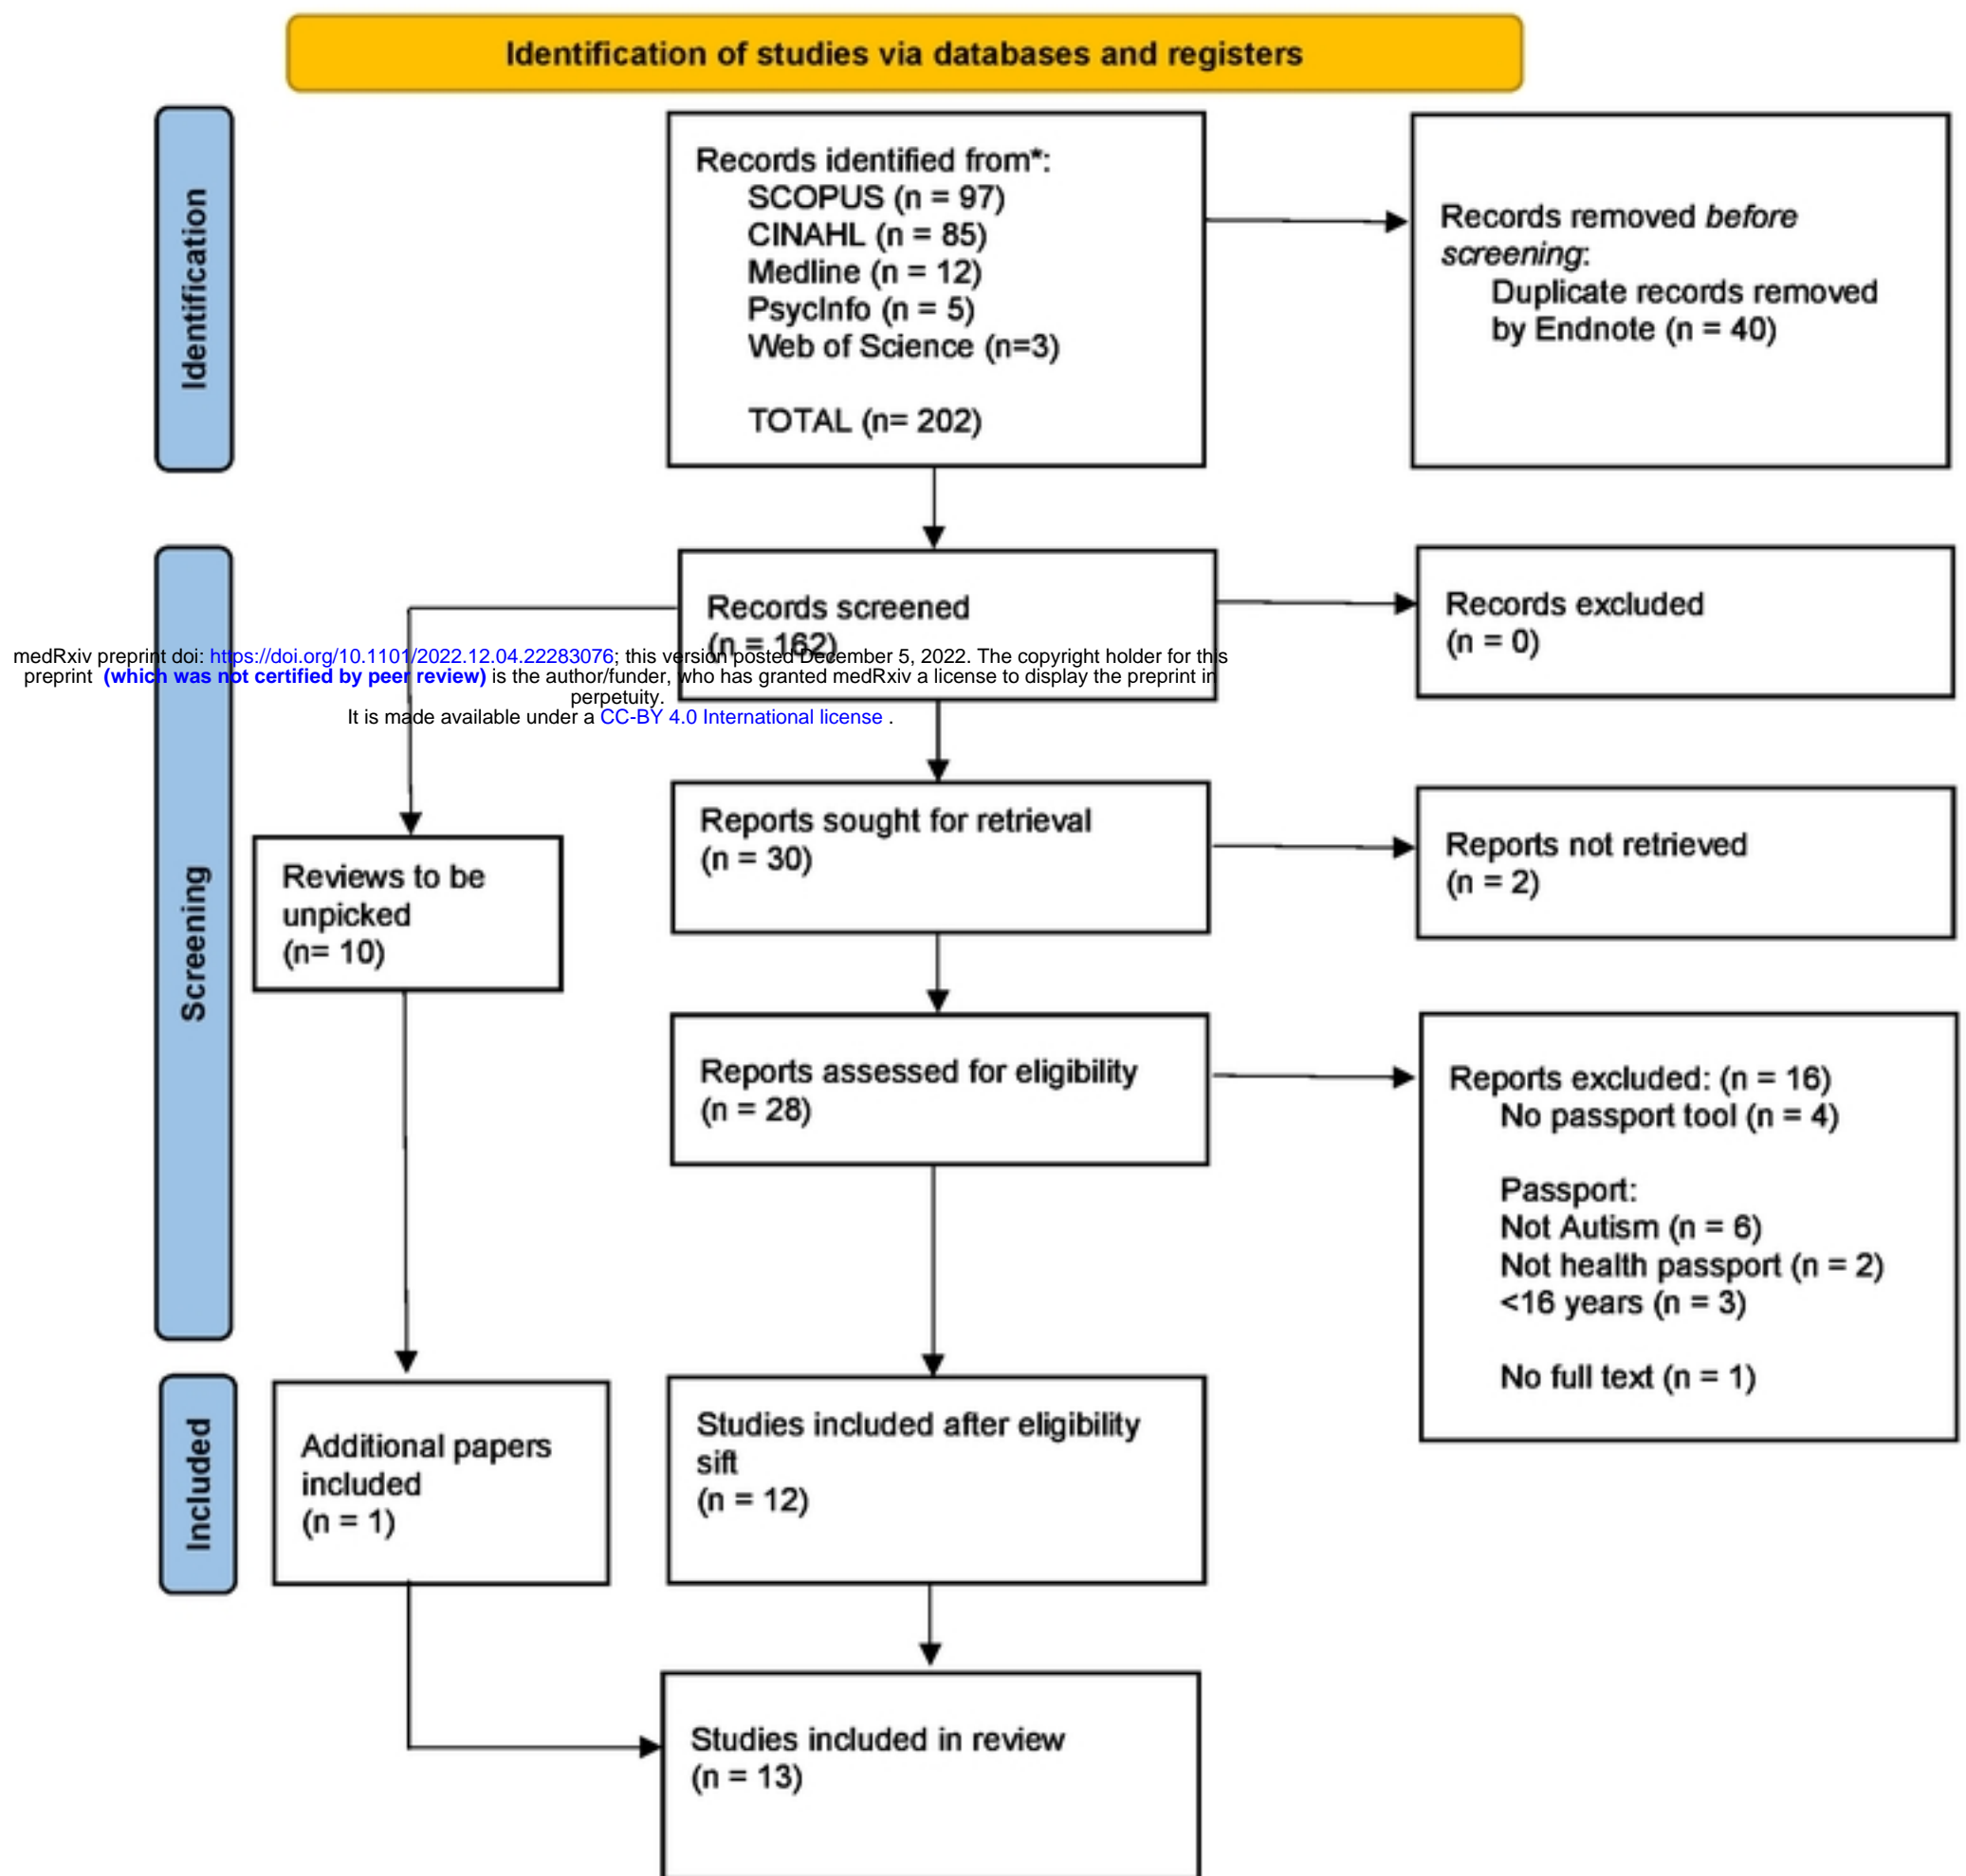 Identification of studies via databases and registers
Identification
Records identified from*:
SCOPUS (n = 97)
CINAHL (n = 85)
Medline (n = 12)
PsycInfo (n = 5)
Web of Science (n=3)
TOTAL (n= 202)
Records removed before
screening:
Duplicate records removed
by Endnote (n = 40)
Screening
Records screened
(n = 162)
Records excluded
(n = 0)
medRxiv preprint doi: https://doi.org/10.1101/2022.12.04.22283076; this version posted December 5, 2022. The copyright holder for this
preprint (which was not certified by peer review) is the author/funder, who has granted medRxiv a license to display the preprint in
perpetuity.
It is made available under a CC-BY 4.0 International license .
Reports sought for retrieval
(n = 30)
Reports not retrieved
(n = 2)
Reviews to be
unpicked
(n= 10)
Reports assessed for eligibility
(n = 28)
Reports excluded: (n = 16)
No passport tool (n = 4)
Passport:
Not Autism (n = 6)
Not health passport (n = 2)
<16 years (n = 3)
No full text (n = 1)
Included
Additional papers
included
(n = 1)
Studies included after eligibility
sift
(n = 12)
Studies included in review
(n = 13)